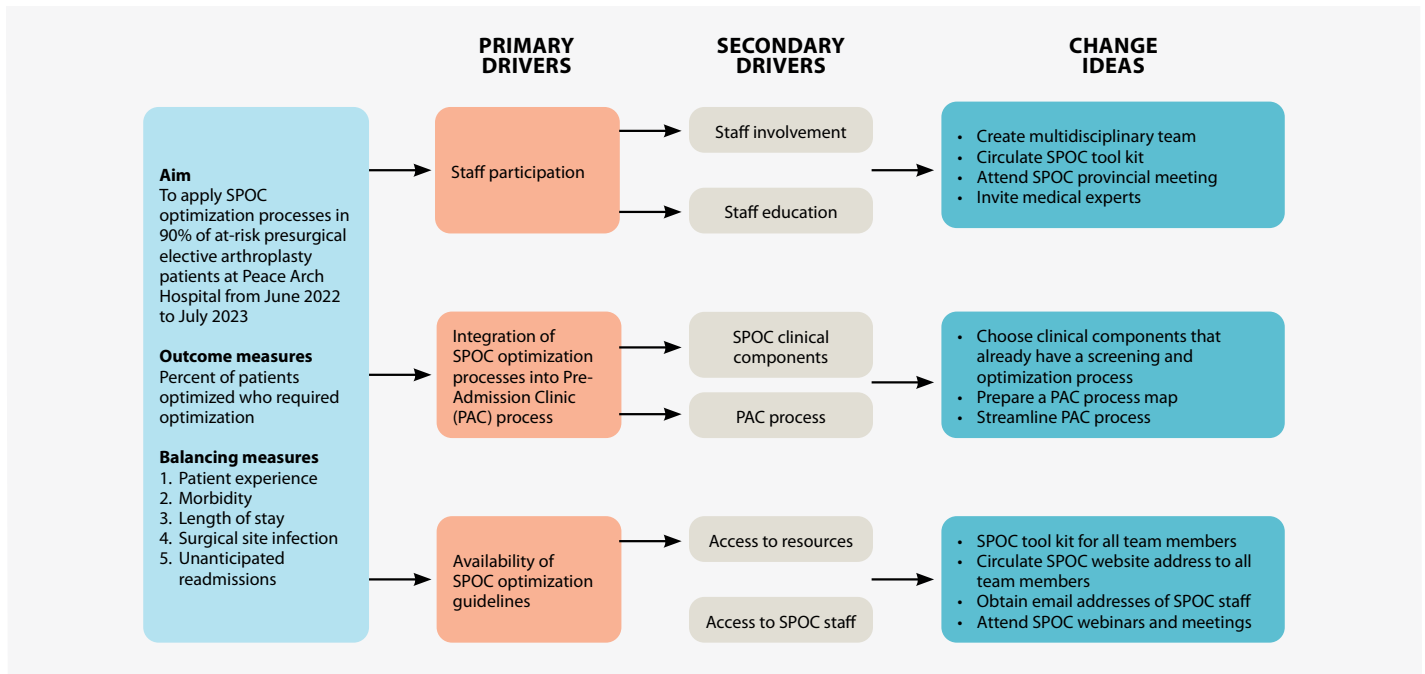 PRIMARY
DRIVERS
SECONDARY
DRIVERS
CHANGE
IDEAS
Aim
To apply SPOC
optimization processes in
90% of at-risk presurgical
elective arthroplasty
patients at Peace Arch
Hospital from June 2022
to July 2023
Outcome measures
Percent of patients
optimized who required
optimization
Balancing measures
1. Patient experience
2. Morbidity
3. Length of stay
4. Surgical site infection
5. Unanticipated
readmissions
Staff participation
Staff involvement
Staff education
• Create multidisciplinary team
• Circulate SPOC tool kit
• Attend SPOC provincial meeting
• Invite medical experts
Integration of
SPOC optimization
processes into Pre-
Admission Clinic
(PAC) process
SPOC clinical
components
PAC process
• Choose clinical components that
already have a screening and
optimization process
• Prepare a PAC process map
• Streamline PAC process
Availability of
SPOC optimization
guidelines
Access to resources
Access to SPOC staff
• SPOC tool kit for all team members
• Circulate SPOC website address to all
team members
• Obtain email addresses of SPOC staff
• Attend SPOC webinars and meetings